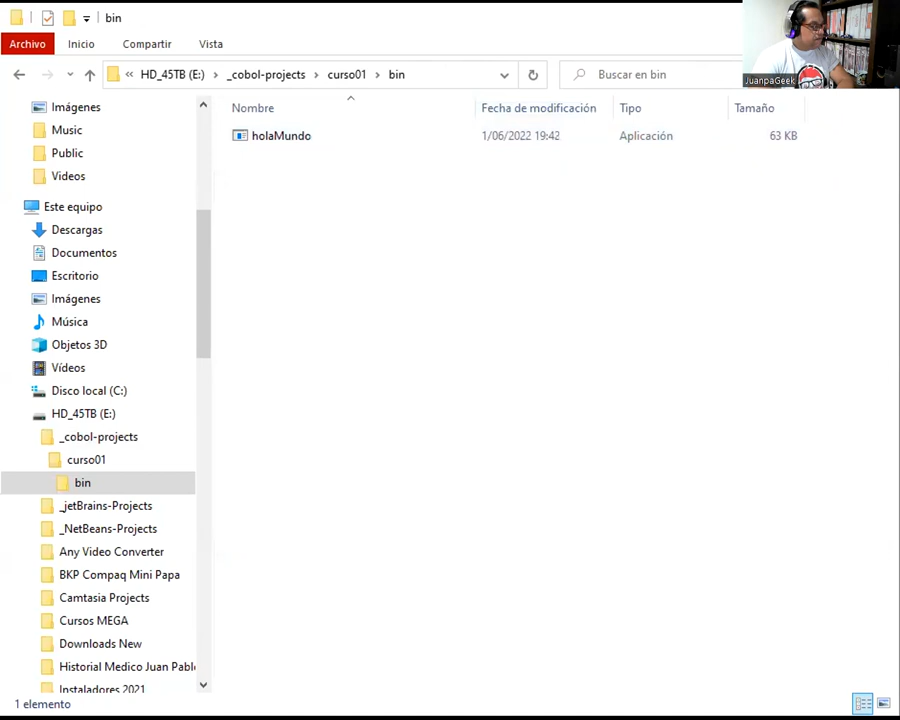 bin
Archivo Inicio Compartir Vista
« HD_45TB (E:) › _cobol-projects › curso01 › bin
Buscar en bin
JuanpaGeek
Nombre Fecha de modificación Tipo Tamaño
holaMundo 1/06/2022 19:42 Aplicación 63 KB
Imágenes
Music
Public
Videos
Este equipo
Descargas
Documentos
Escritorio
Imágenes
Música
Objetos 3D
Vídeos
Disco local (C:)
HD_45TB (E:)
_cobol-projects
curso01
bin
_jetBrains-Projects
_NetBeans-Projects
Any Video Converter
BKP Compaq Mini Papa
Camtasia Projects
Cursos MEGA
Downloads New
Historial Medico Juan Pabl
Instaladores 2021
1 elemento